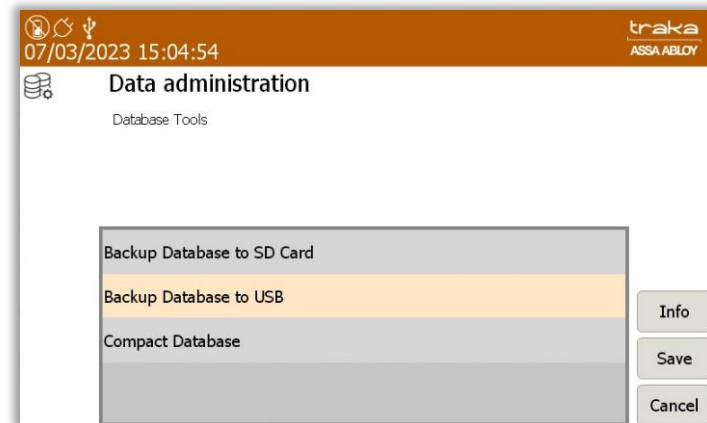 traka
07/03/2023 15:04:54
ASSA ABLOY
Data administration
Database Tools
Backup Database to SD Card
Backup Database to USB
Compact Database
Info
Save
Cancel